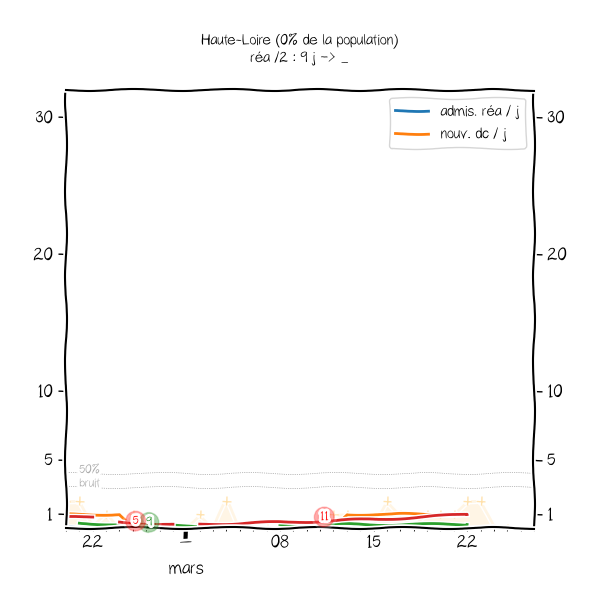 Haute-Loire (0% de la population)
réa /2 : 9 j -> _
admis. réa / j
nouv. dc / j
30 30
20 20
10 10
5 5
50%
bruit
1 1
5 9 11
22 1 08 15 22
mars